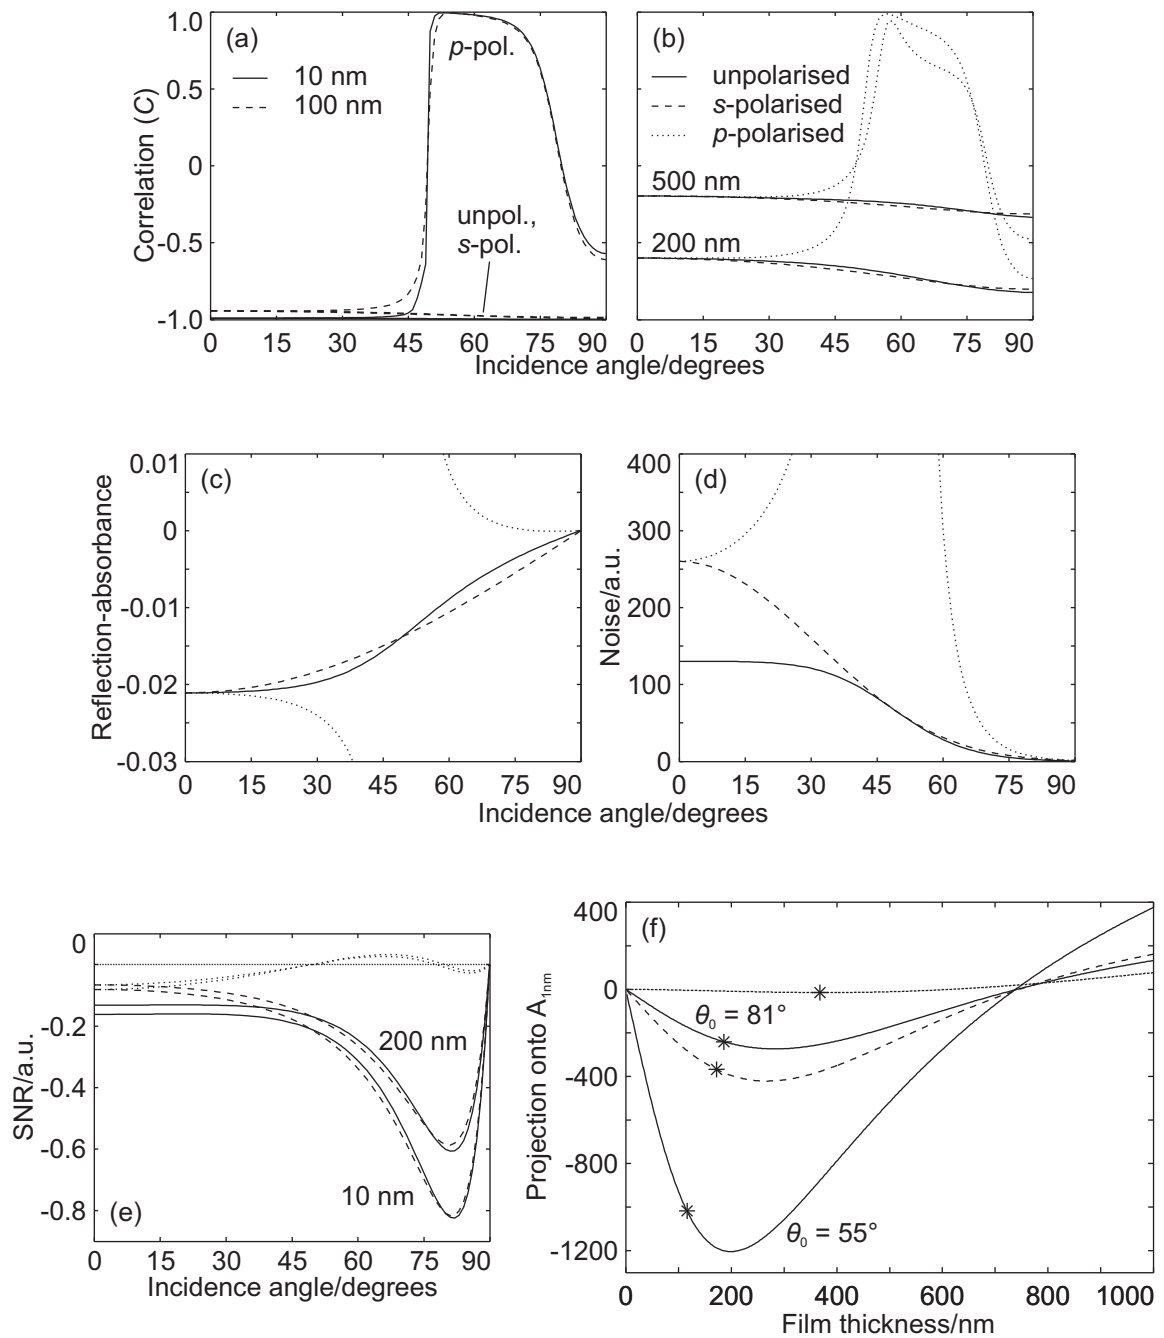 (a)
10 nm
100 nm
p-pol.
unpol.,
s-pol.
Correlation (C)
1.0
0.5
0
-0.5
-1.0
0 15 30 45 60 75 90
(b)
unpolarised
s-polarised
p-polarised
500 nm
200 nm
0 15 30 45 60 75 90
Incidence angle/degrees
(c)
Reflection-absorbance
0.01
0
-0.01
-0.02
-0.03
0 15 30 45 60 75 90
(d)
Noise/a.u.
400
300
200
100
0
0 15 30 45 60 75 90
Incidence angle/degrees
(e)
SNR/a.u.
0
-0.2
-0.4
-0.6
-0.8
200 nm
10 nm
0 15 30 45 60 75 90
Incidence angle/degrees
(f)
Projection onto A1nm
400
0
-400
-800
-1200
θ0 = 81°
θ0 = 55°
0 200 400 600 800 1000
Film thickness/nm